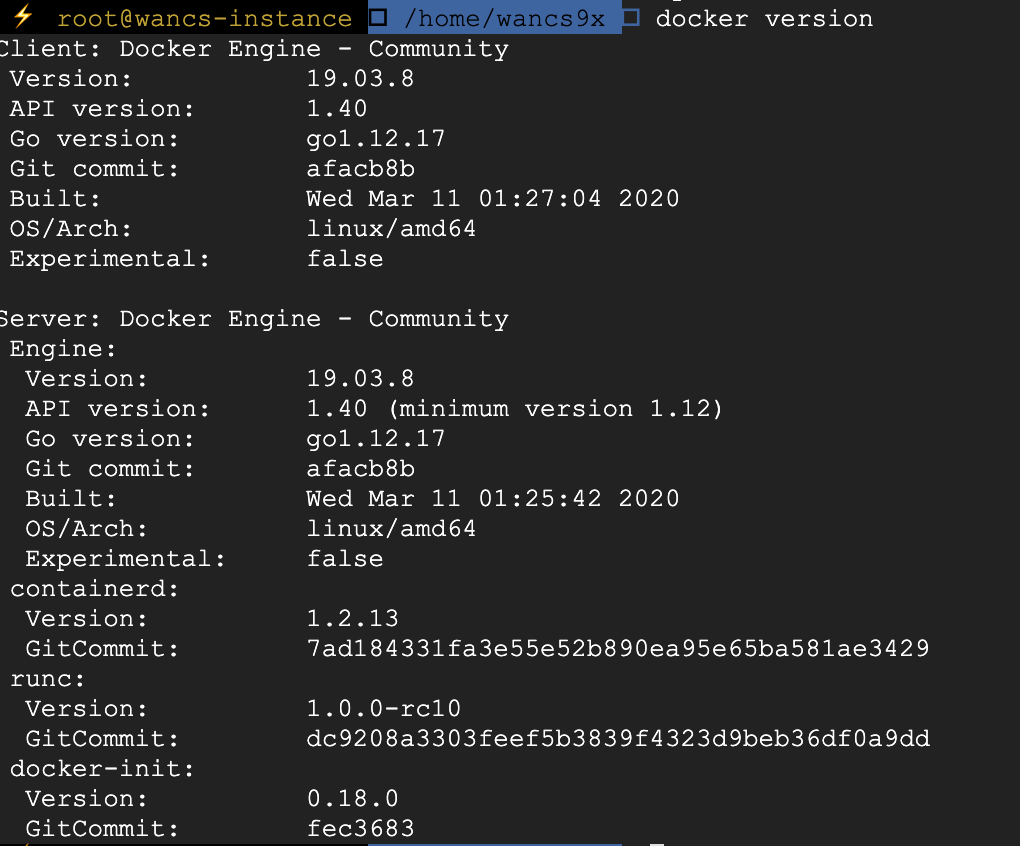 ⚡ root@wancs-instance □ /home/wancs9x □ docker version
Client: Docker Engine - Community
 Version:           19.03.8
 API version:       1.40
 Go version:        go1.12.17
 Git commit:        afacb8b
 Built:             Wed Mar 11 01:27:04 2020
 OS/Arch:           linux/amd64
 Experimental:      false

Server: Docker Engine - Community
 Engine:
  Version:          19.03.8
  API version:      1.40 (minimum version 1.12)
  Go version:       go1.12.17
  Git commit:       afacb8b
  Built:            Wed Mar 11 01:25:42 2020
  OS/Arch:          linux/amd64
  Experimental:     false
 containerd:
  Version:          1.2.13
  GitCommit:        7ad184331fa3e55e52b890ea95e65ba581ae3429
 runc:
  Version:          1.0.0-rc10
  GitCommit:        dc9208a3303feef5b3839f4323d9beb36df0a9dd
 docker-init:
  Version:          0.18.0
  GitCommit:        fec3683